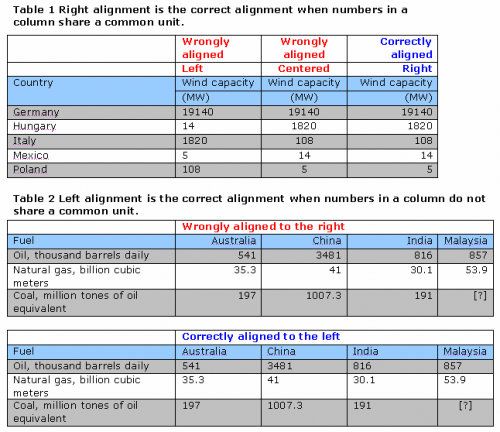 Table 1 Right alignment is the correct alignment when numbers in a
column share a common unit.
Wrongly Wrongly Correctly
aligned aligned aligned
Left Centered Right
Country Wind capacity Wind capacity Wind capacity
(MW) (MW) (MW)
Germany 19140 19140 19140
Hungary 14 1820 1820
Italy 1820 108 108
Mexico 5 14 14
Poland 108 5 5
Table 2 Left alignment is the correct alignment when numbers in a column do not
share a common unit.
Wrongly aligned to the right
Fuel Australia China India Malaysia
Oil, thousand barrels daily 541 3481 816 857
Natural gas, billion cubic 35.3 41 30.1 53.9
meters
Coal, million tones of oil 197 1007.3 191 [?]
equivalent
Correctly aligned to the left
Fuel Australia China India Malaysia
Oil, thousand barrels daily 541 3481 816 857
Natural gas, billion cubic 35.3 41 30.1 53.9
meters
Coal, million tones of oil 197 1007.3 191 [?]
equivalent